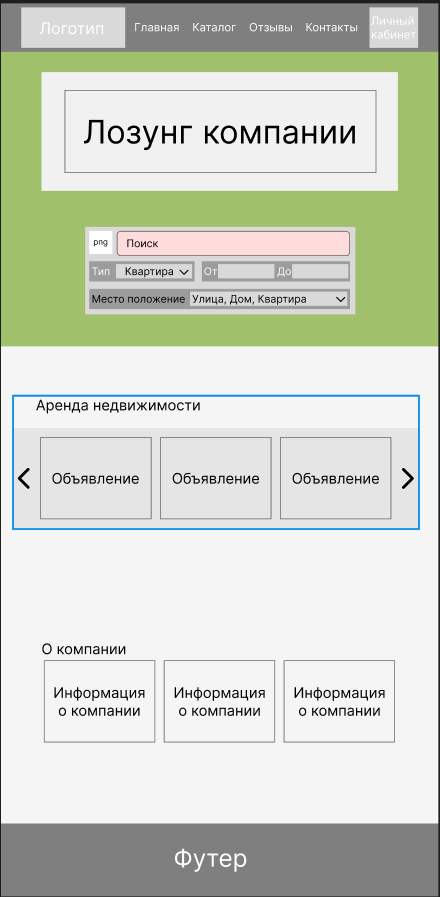 Логотип
Главная Каталог Отзывы Контакты
Личный
кабинет
Лозунг компании
png
Поиск
Тип Квартира От До
Место положение Улица, Дом, Квартира
Аренда недвижимости
Объявление Объявление Объявление
О компании
Информация Информация Информация
о компании о компании о компании
Футер